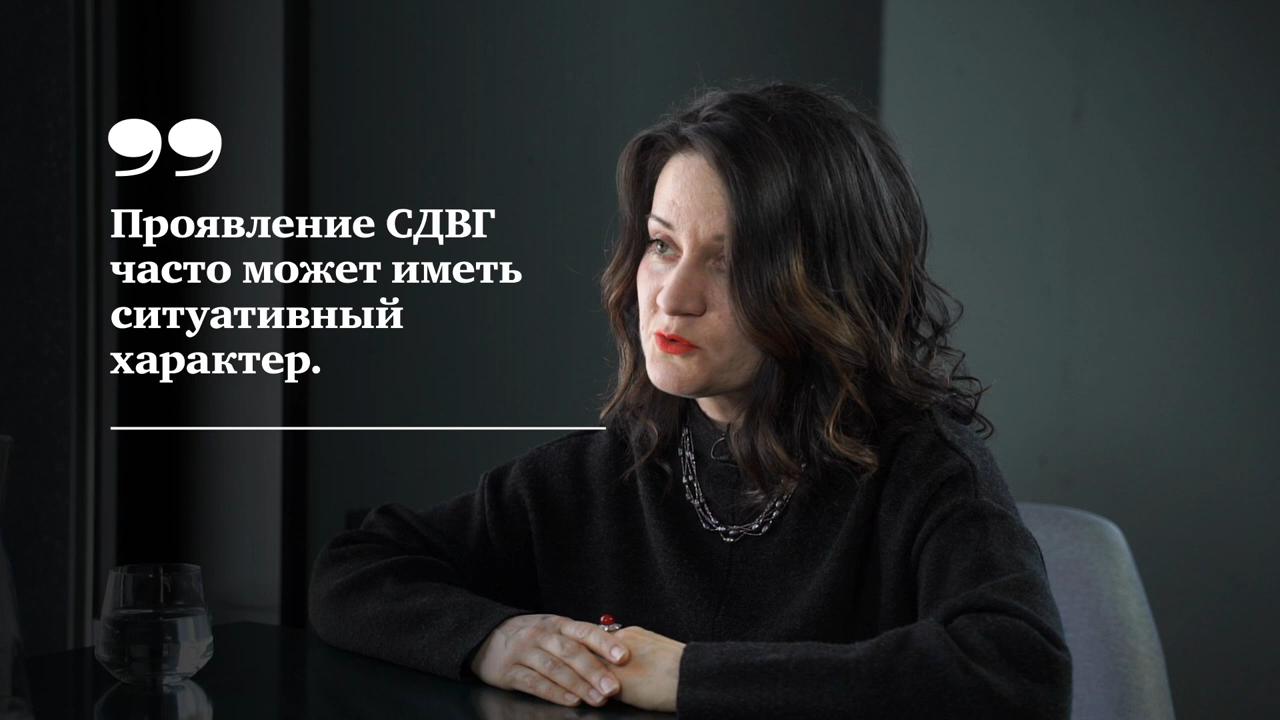 ”
Проявление СДВГ
часто может иметь
ситуативный
характер.